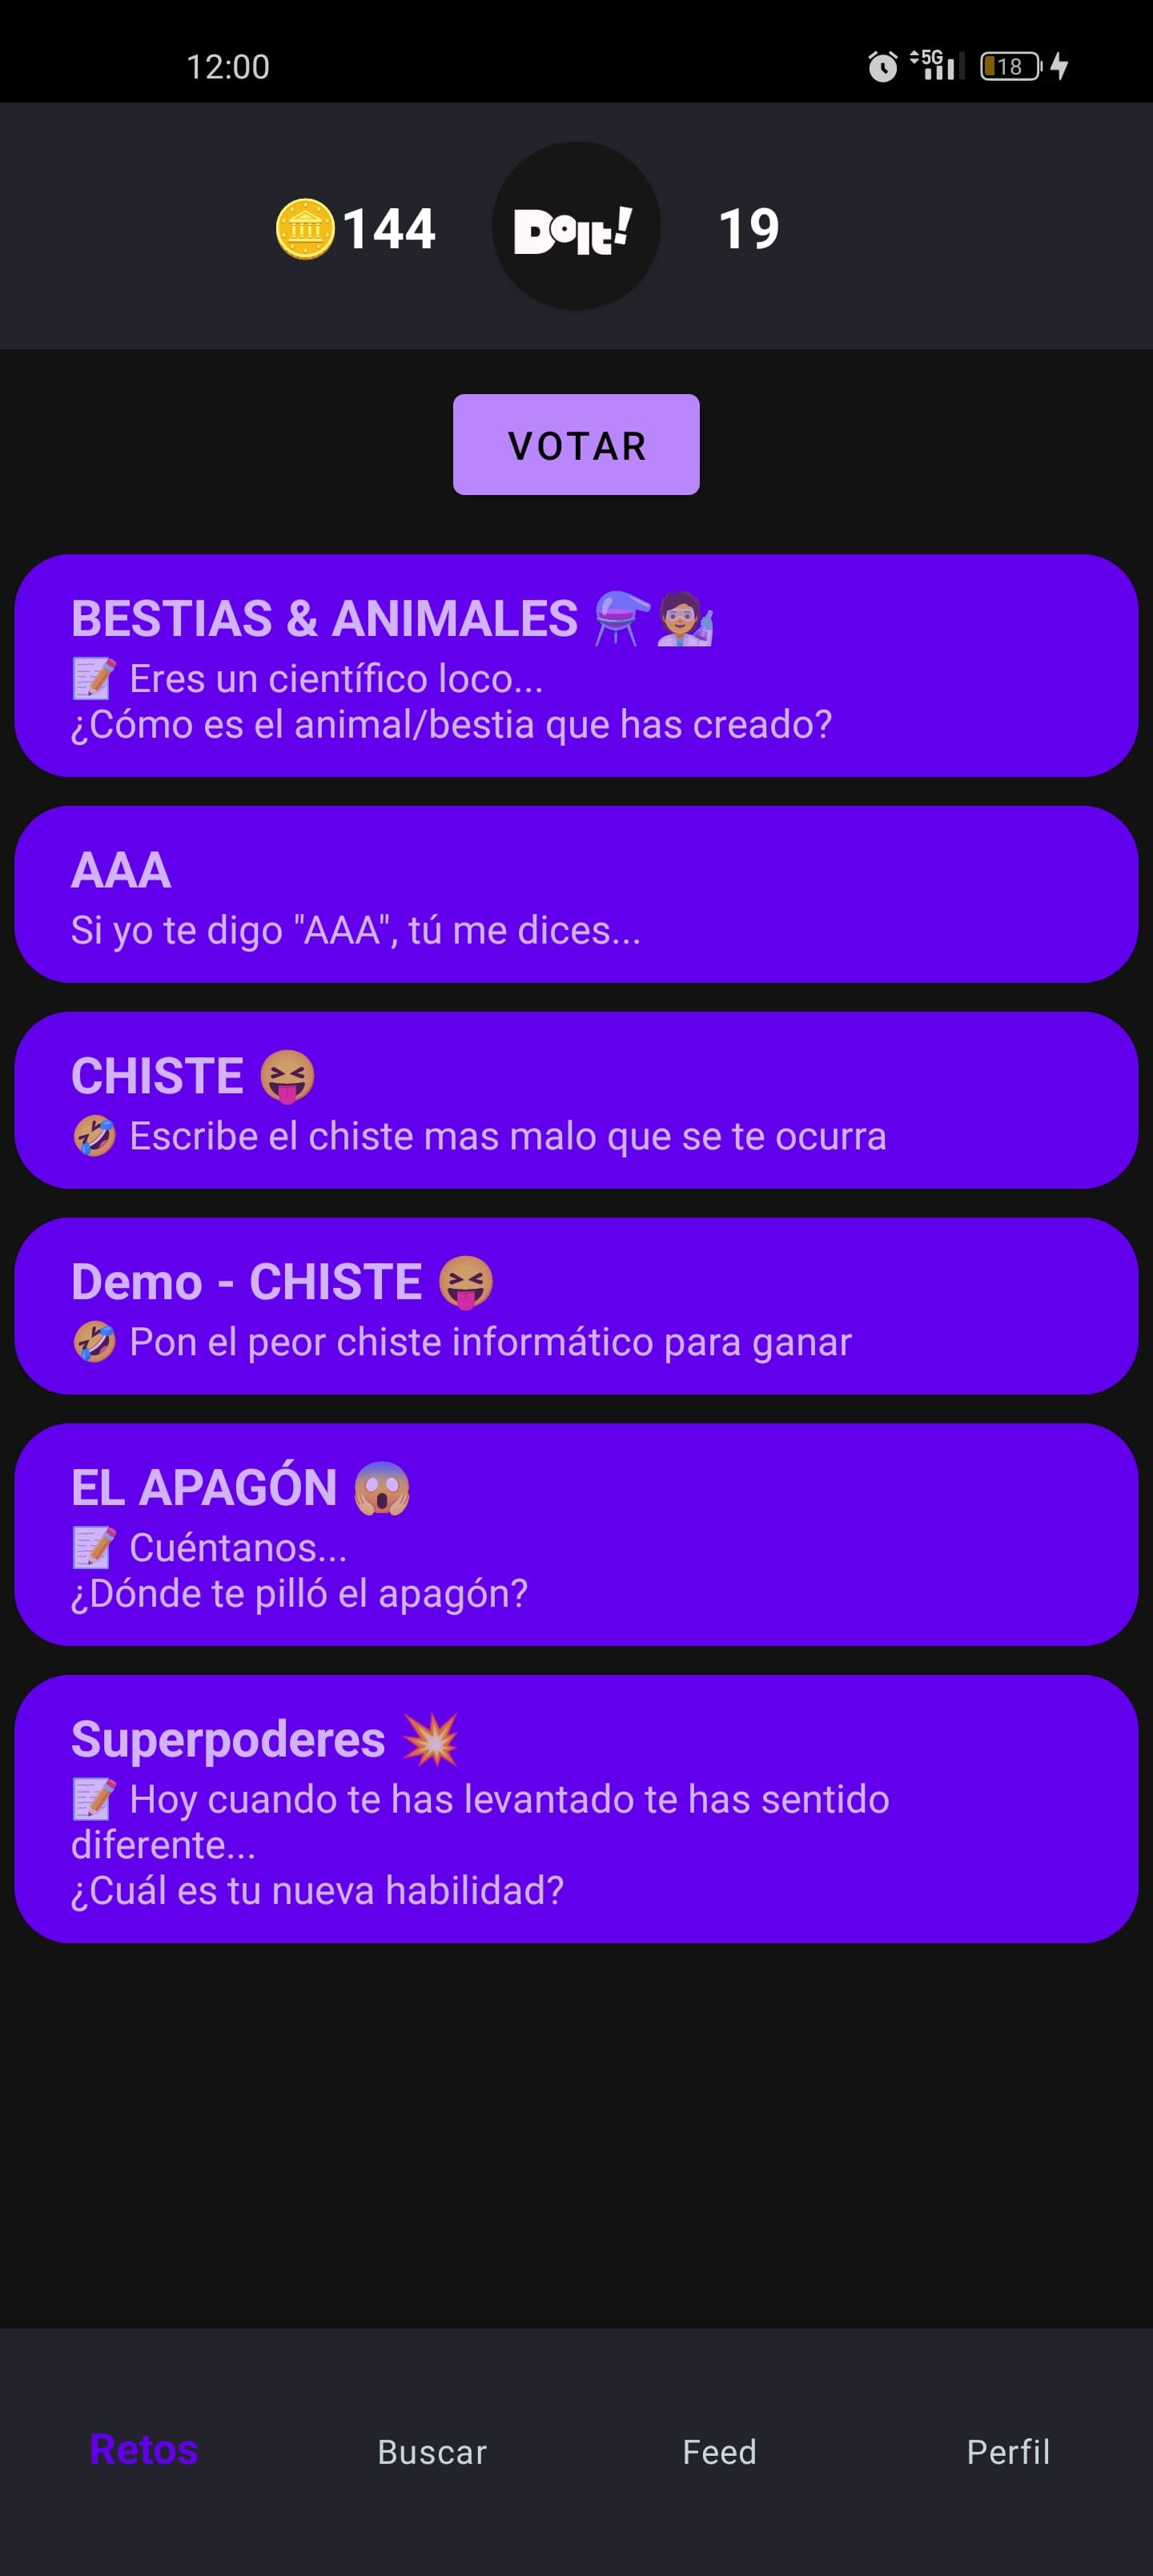 12:00
5G
18
144
DoIt!
19
VOTAR
BESTIAS & ANIMALES ⚗️🧑‍🔬
📝 Eres un científico loco...
¿Cómo es el animal/bestia que has creado?
AAA
Si yo te digo "AAA", tú me dices...
CHISTE 😝
🤣 Escribe el chiste mas malo que se te ocurra
Demo - CHISTE 😝
🤣 Pon el peor chiste informático para ganar
EL APAGÓN 😱
📝 Cuéntanos...
¿Dónde te pilló el apagón?
Superpoderes 💥
📝 Hoy cuando te has levantado te has sentido
diferente...
¿Cuál es tu nueva habilidad?
Retos
Buscar
Feed
Perfil